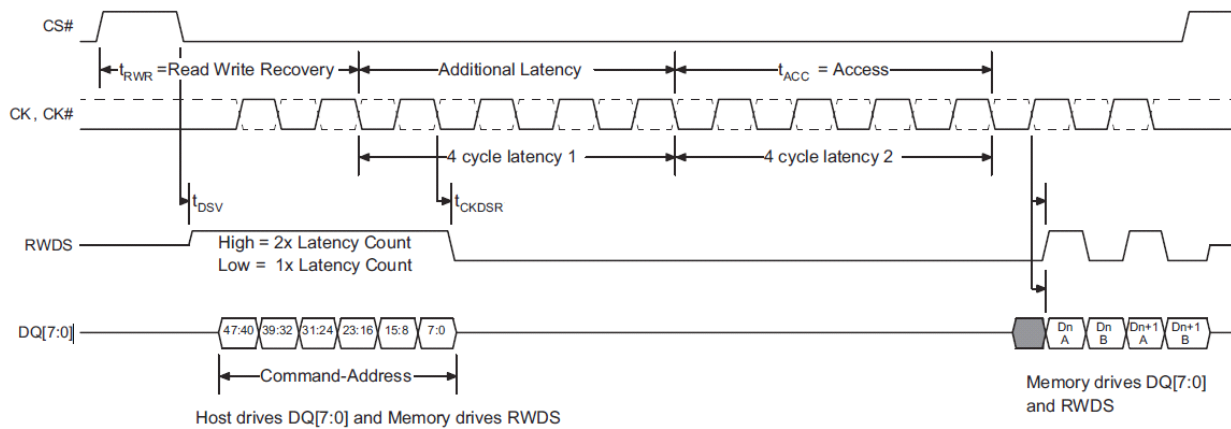 CS#
tRWR =Read Write Recovery
Additional Latency
tACC = Access
CK , CK#
4 cycle latency 1
4 cycle latency 2
tDSV
tCKDSR
RWDS
High = 2x Latency Count
Low = 1x Latency Count
DQ[7:0]
47:40 39:32 31:24 23:16 15:8 7:0
Dn A
Dn B
Dn+1 A
Dn+1 B
Command-Address
Memory drives DQ[7:0]
and RWDS
Host drives DQ[7:0] and Memory drives RWDS